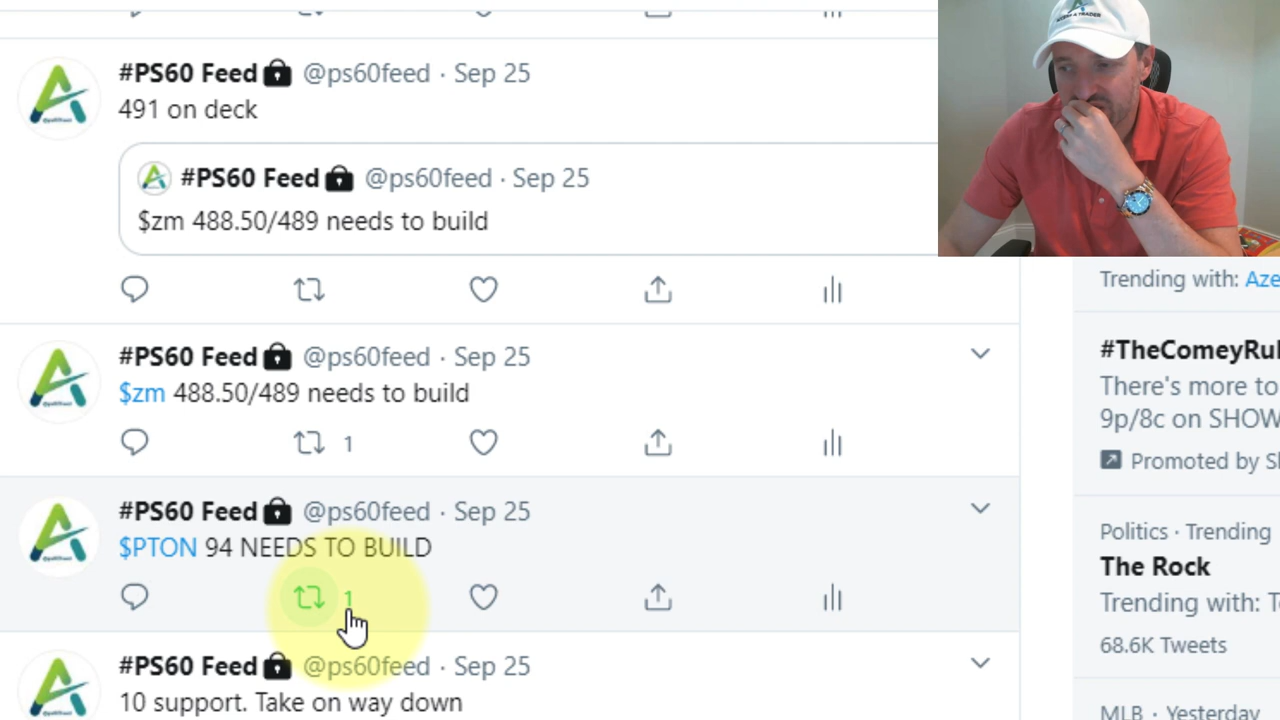 #PS60 Feed @ps60feed · Sep 25
491 on deck
#PS60 Feed @ps60feed · Sep 25
$zm 488.50/489 needs to build
#PS60 Feed @ps60feed · Sep 25
$zm 488.50/489 needs to build
1
#PS60 Feed @ps60feed · Sep 25
$PTON 94 NEEDS TO BUILD
1
#PS60 Feed @ps60feed · Sep 25
10 support. Take on way down
Trending with: Aze
#TheComeyRul
There's more to
9p/8c on SHOW
Promoted by Sh
Politics · Trending
The Rock
Trending with: Te
68.6K Tweets
MLB · Yesterday